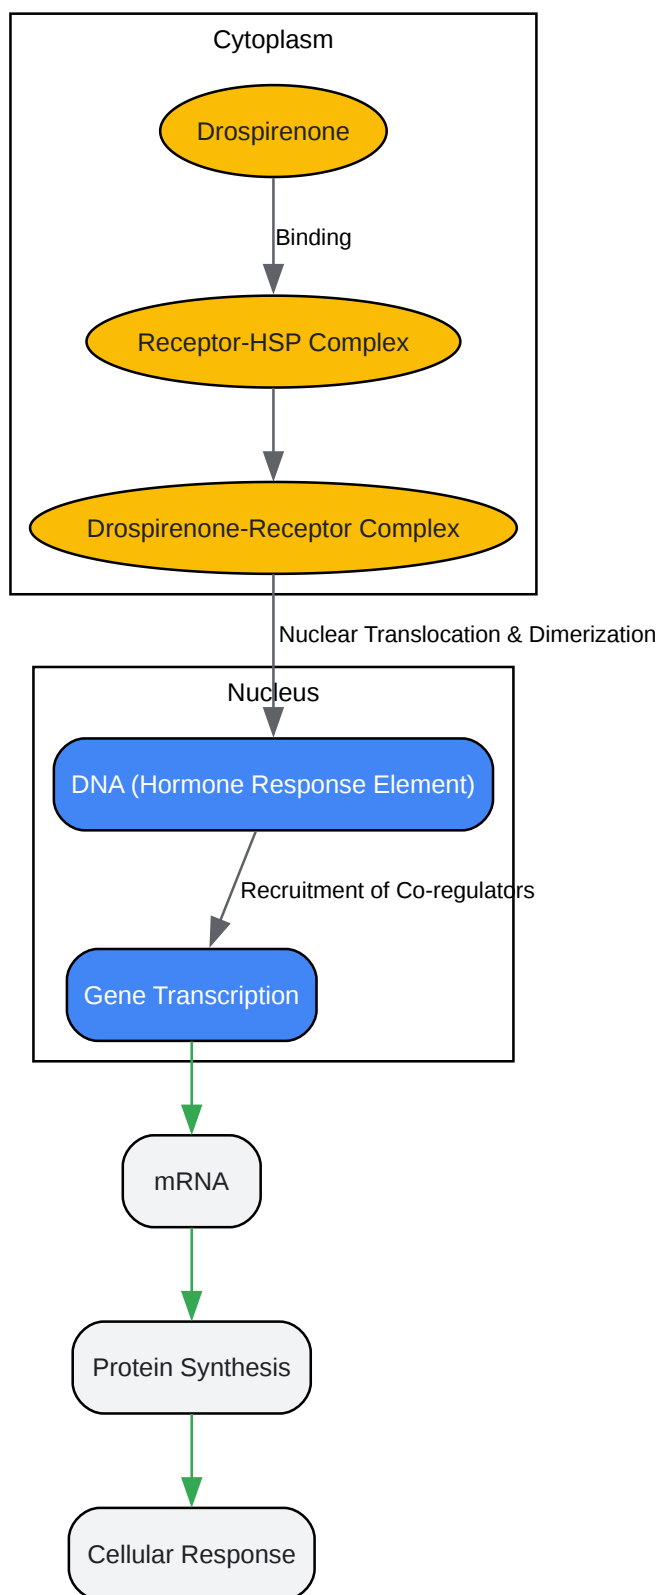 Cytoplasm
Drospirenone
Binding
Receptor-HSP Complex
Drospirenone-Receptor Complex
Nuclear Translocation & Dimerization
Nucleus
DNA (Hormone Response Element)
Recruitment of Co-regulators
Gene Transcription
mRNA
Protein Synthesis
Cellular Response